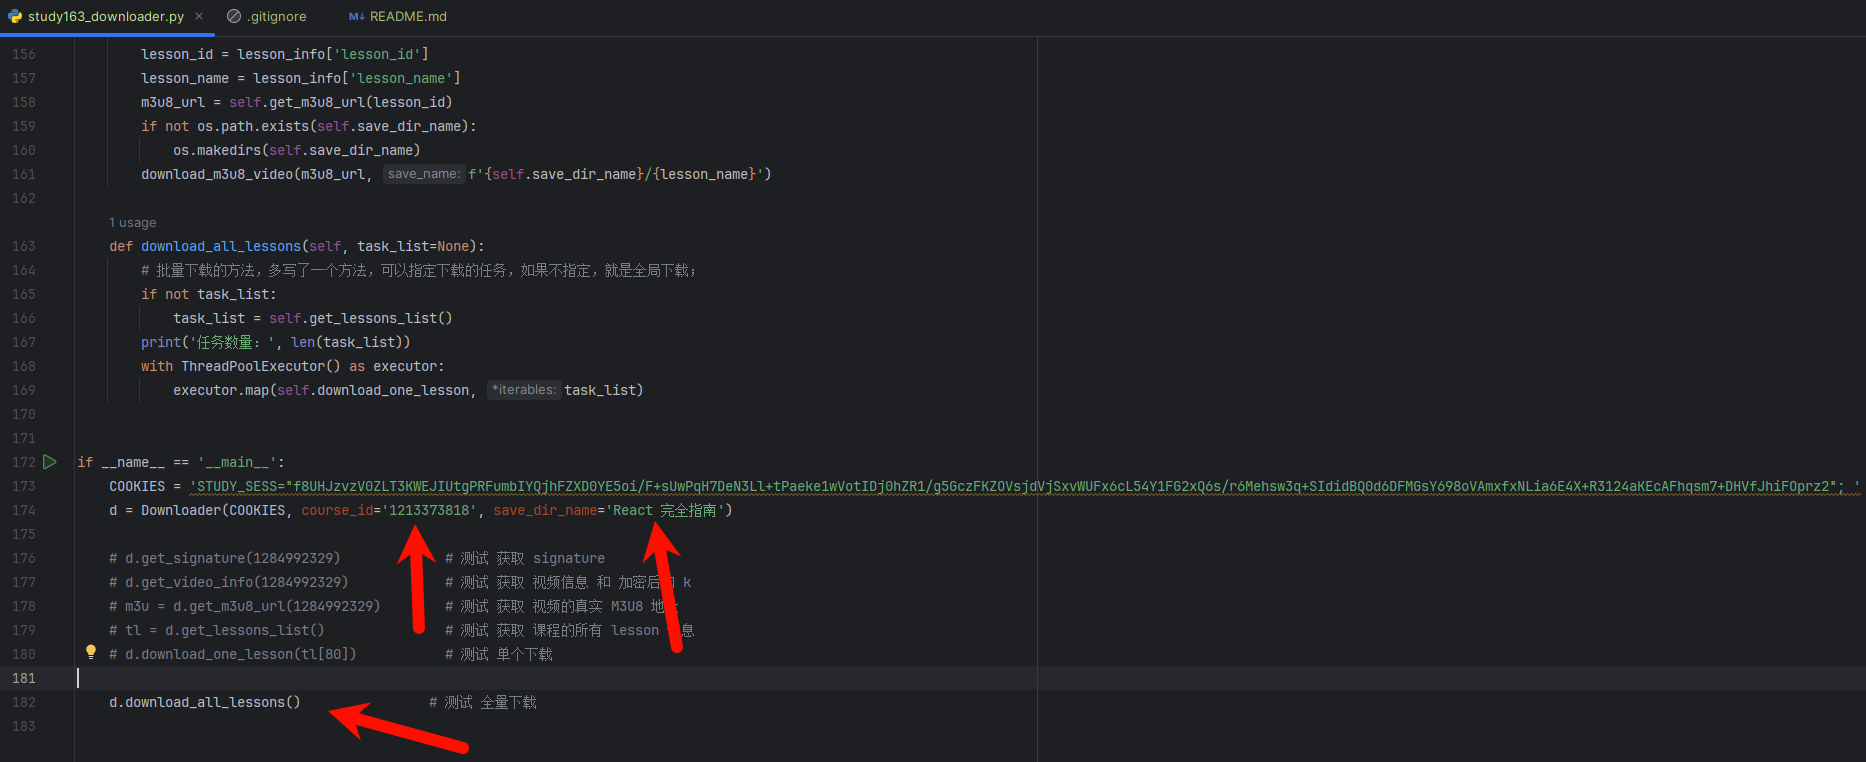 study163_downloader.py
.gitignore
README.md
156 lesson_id = lesson_info['lesson_id']
157 lesson_name = lesson_info['lesson_name']
158 m3u8_url = self.get_m3u8_url(lesson_id)
159 if not os.path.exists(self.save_dir_name):
160 os.makedirs(self.save_dir_name)
161 download_m3u8_video(m3u8_url, save_name: f'{self.save_dir_name}/{lesson_name}')
162
1 usage
163 def download_all_lessons(self, task_list=None):
164 # 批量下载的方法，多写了一个方法，可以指定下载的任务，如果不指定，就是全局下载；
165 if not task_list:
166 task_list = self.get_lessons_list()
167 print('任务数量：', len(task_list))
168 with ThreadPoolExecutor() as executor:
169 executor.map(self.download_one_lesson, *iterables: task_list)
170
171
172 if __name__ == '__main__':
173 COOKIES = 'STUDY_SESS="f8UHJzvzV0ZLT3KWEJIUtgPRFumbIYQjhFZXD0YE5oi/F+sUwPqH7DeN3Ll+tPaeke1wVotIDj0hZR1/g5GczFKZOVsjdVjSxvWUFx6cL54Y1FG2xQ6s/r6Mehsw3q+SIdidBQ0d6DFMGsY698oVAmxfxNLia6E4X+R3124aKEcAFhqsm7+DHVfJhiFOprz2"; '
174 d = Downloader(COOKIES, course_id='1213373818', save_dir_name='React 完全指南')
175
176 # d.get_signature(1284992329) # 测试 获取 signature
177 # d.get_video_info(1284992329) # 测试 获取 视频信息 和 加密后 k
178 # m3u = d.get_m3u8_url(1284992329) # 测试 获取 视频的真实 M3U8 地
179 # tl = d.get_lessons_list() # 测试 获取 课程的所有 lesson 息
180 # d.download_one_lesson(tl[80]) # 测试 单个下载
181
182 d.download_all_lessons() # 测试 全量下载
183